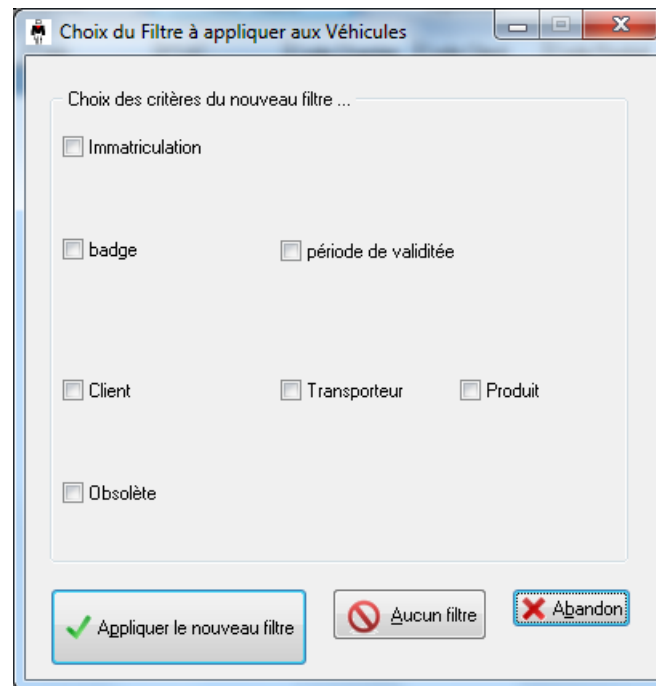 Choix du Filtre à appliquer aux Véhicules
Choix des critères du nouveau filtre ...
Immatriculation
badge
période de validitée
Client
Transporteur
Produit
Obsolète
Appliquer le nouveau filtre
Aucun filtre
Abandon